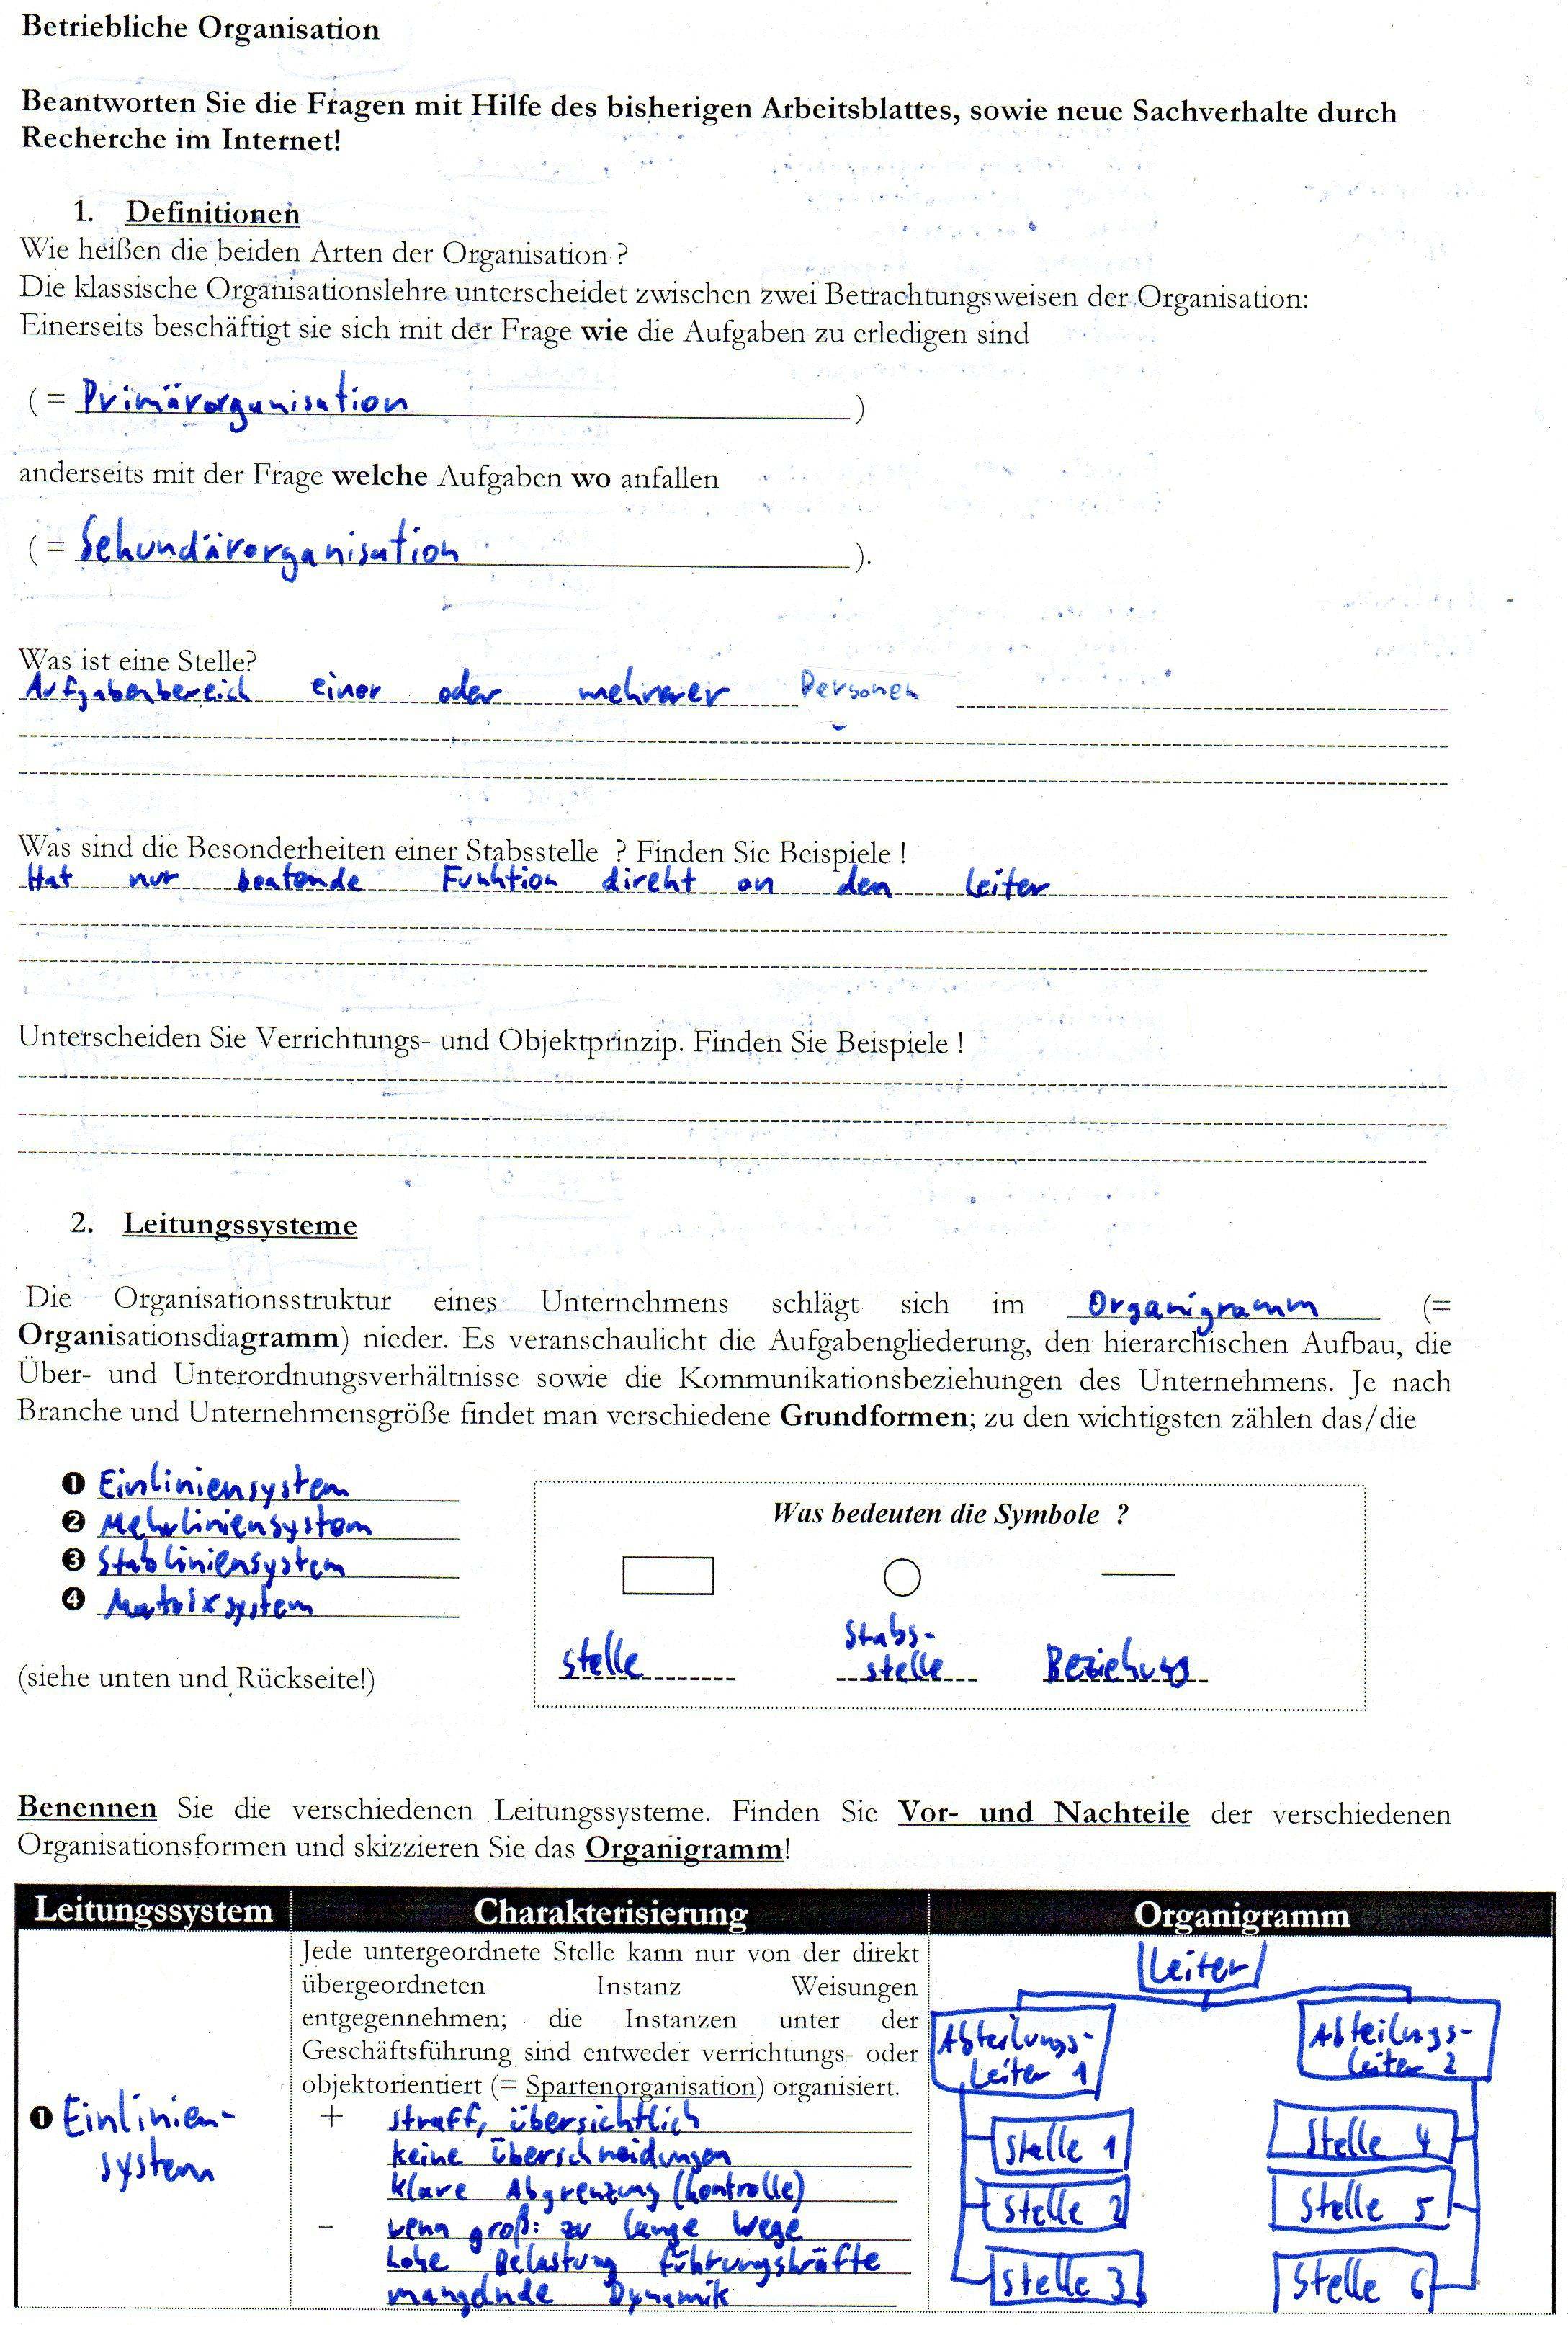 Betriebliche Organisation
Beantworten Sie die Fragen mit Hilfe des bisherigen Arbeitsblattes, sowie neue Sachverhalte durch
Recherche im Internet!
1. Definitionen
Wie heißen die beiden Arten der Organisation ?
Die klassische Organisationslehre unterscheidet zwischen zwei Betrachtungsweisen der Organisation:
Einerseits beschäftigt sie sich mit der Frage wie die Aufgaben zu erledigen sind
(= Primärorganisation )
anderseits mit der Frage welche Aufgaben wo anfallen
(= Sekundärorganisation ).
Was ist eine Stelle?
Aufgabenbereich einer oder mehrerer Personen
Was sind die Besonderheiten einer Stabsstelle ? Finden Sie Beispiele !
Hat nur beatende Funktion direkt an den Leiter
Unterscheiden Sie Verrichtungs- und Objektprinzip. Finden Sie Beispiele !
2. Leitungssysteme
Die Organisationsstruktur eines Unternehmens schlägt sich im Organigramm (=
Organisationsdiagramm) nieder. Es veranschaulicht die Aufgabengliederung, den hierarchischen Aufbau, die
Über- und Unterordnungsverhältnisse sowie die Kommunikationsbeziehungen des Unternehmens. Je nach
Branche und Unternehmensgröße findet man verschiedene Grundformen; zu den wichtigsten zählen das/die
❶ Einliniensystem
❷ Mehrliniensystem
❸ Stabliniensystem
❹ Matrixsystem
(siehe unten und Rückseite!)
Was bedeuten die Symbole ?
Stelle
Stabs-
stelle
Beziehung
Benennen Sie die verschiedenen Leitungssysteme. Finden Sie Vor- und Nachteile der verschiedenen
Organisationsformen und skizzieren Sie das Organigramm!
Leitungssystem Charakterisierung Organigramm
❶ Einlinien-
system
Jede untergeordnete Stelle kann nur von der direkt
übergeordneten Instanz Weisungen
entgegennehmen; die Instanzen unter der
Geschäftsführung sind entweder verrichtungs- oder
objektorientiert (= Spartenorganisation) organisiert.
+ straff, übersichtlich
keine Überschneidungen
klare Abgrenzung (Kontrolle)
- wenn groß: zu lange Wege
hohe Belastung Führungskräfte
mangelnde Dynamik
Leiter
Abteilungs-
Leiter 1
Abteilugs-
Leiter 2
Stelle 1
Stelle 2
Stelle 3
Stelle 4
Stelle 5
Stelle 6